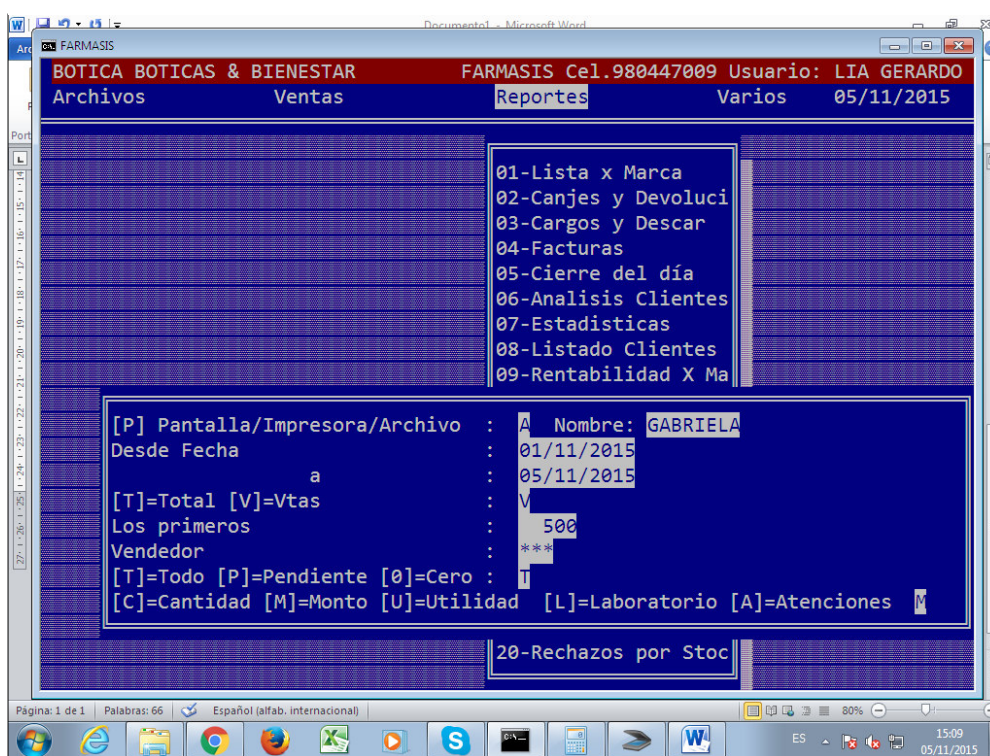 Documento1 - Microsoft Word
FARMASIS
BOTICA BOTICAS & BIENESTAR FARMASIS Cel.980447009 Usuario: LIA GERARDO
Archivos Ventas Reportes Varios 05/11/2015
01-Lista x Marca
02-Canjes y Devoluci
03-Cargos y Descar
04-Facturas
05-Cierre del día
06-Analisis Clientes
07-Estadisticas
08-Listado Clientes
09-Rentabilidad X Ma
[P] Pantalla/Impresora/Archivo : A Nombre: GABRIELA
Desde Fecha : 01/11/2015
a : 05/11/2015
[T]=Total [V]=Vtas : V
Los primeros : 500
Vendedor : ***
[T]=Todo [P]=Pendiente [0]=Cero : T
[C]=Cantidad [M]=Monto [U]=Utilidad [L]=Laboratorio [A]=Atenciones M
20-Rechazos por Stoc
Página: 1 de 1 Palabras: 66 Español (alfab. internacional) 80%
ES 15:09
05/11/2015